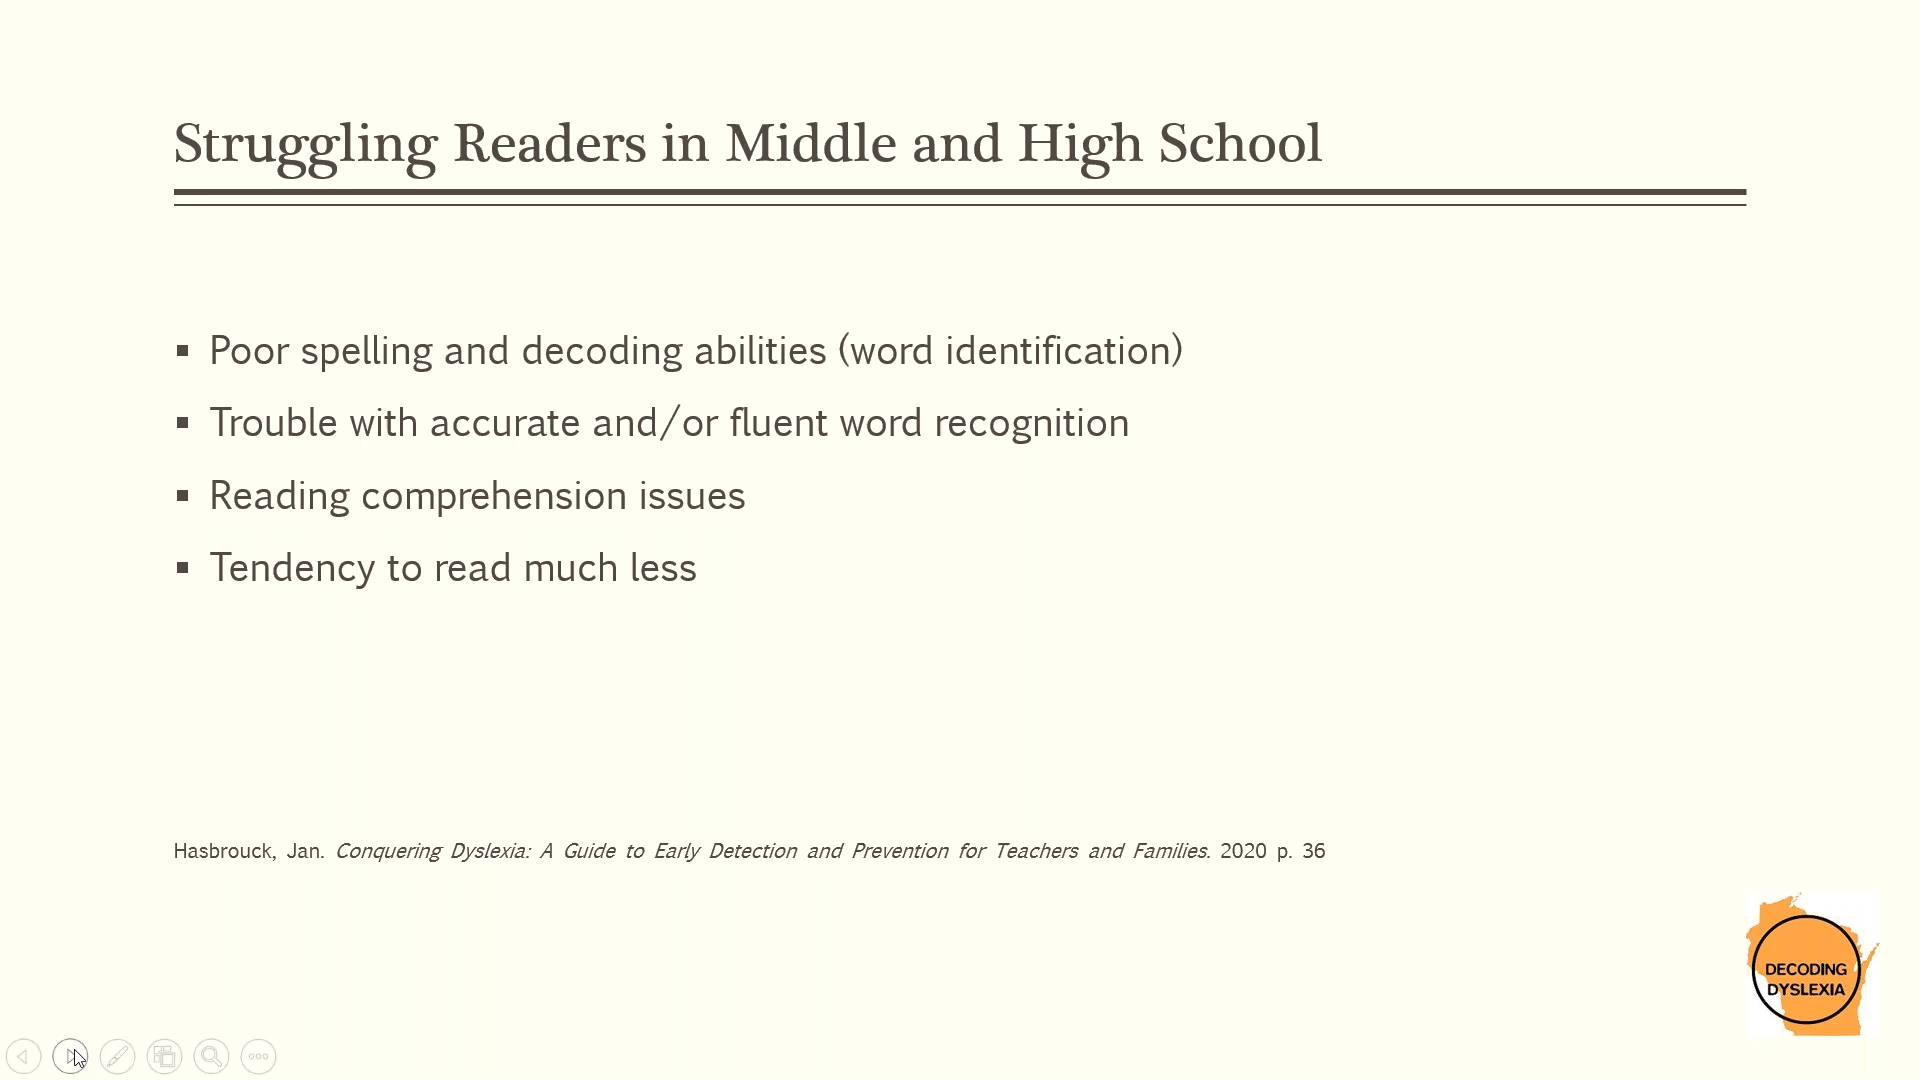 Struggling Readers in Middle and High School
▪ Poor spelling and decoding abilities (word identification)
▪ Trouble with accurate and/or fluent word recognition
▪ Reading comprehension issues
▪ Tendency to read much less
Hasbrouck, Jan. Conquering Dyslexia: A Guide to Early Detection and Prevention for Teachers and Families. 2020 p. 36
DECODING
DYSLEXIA